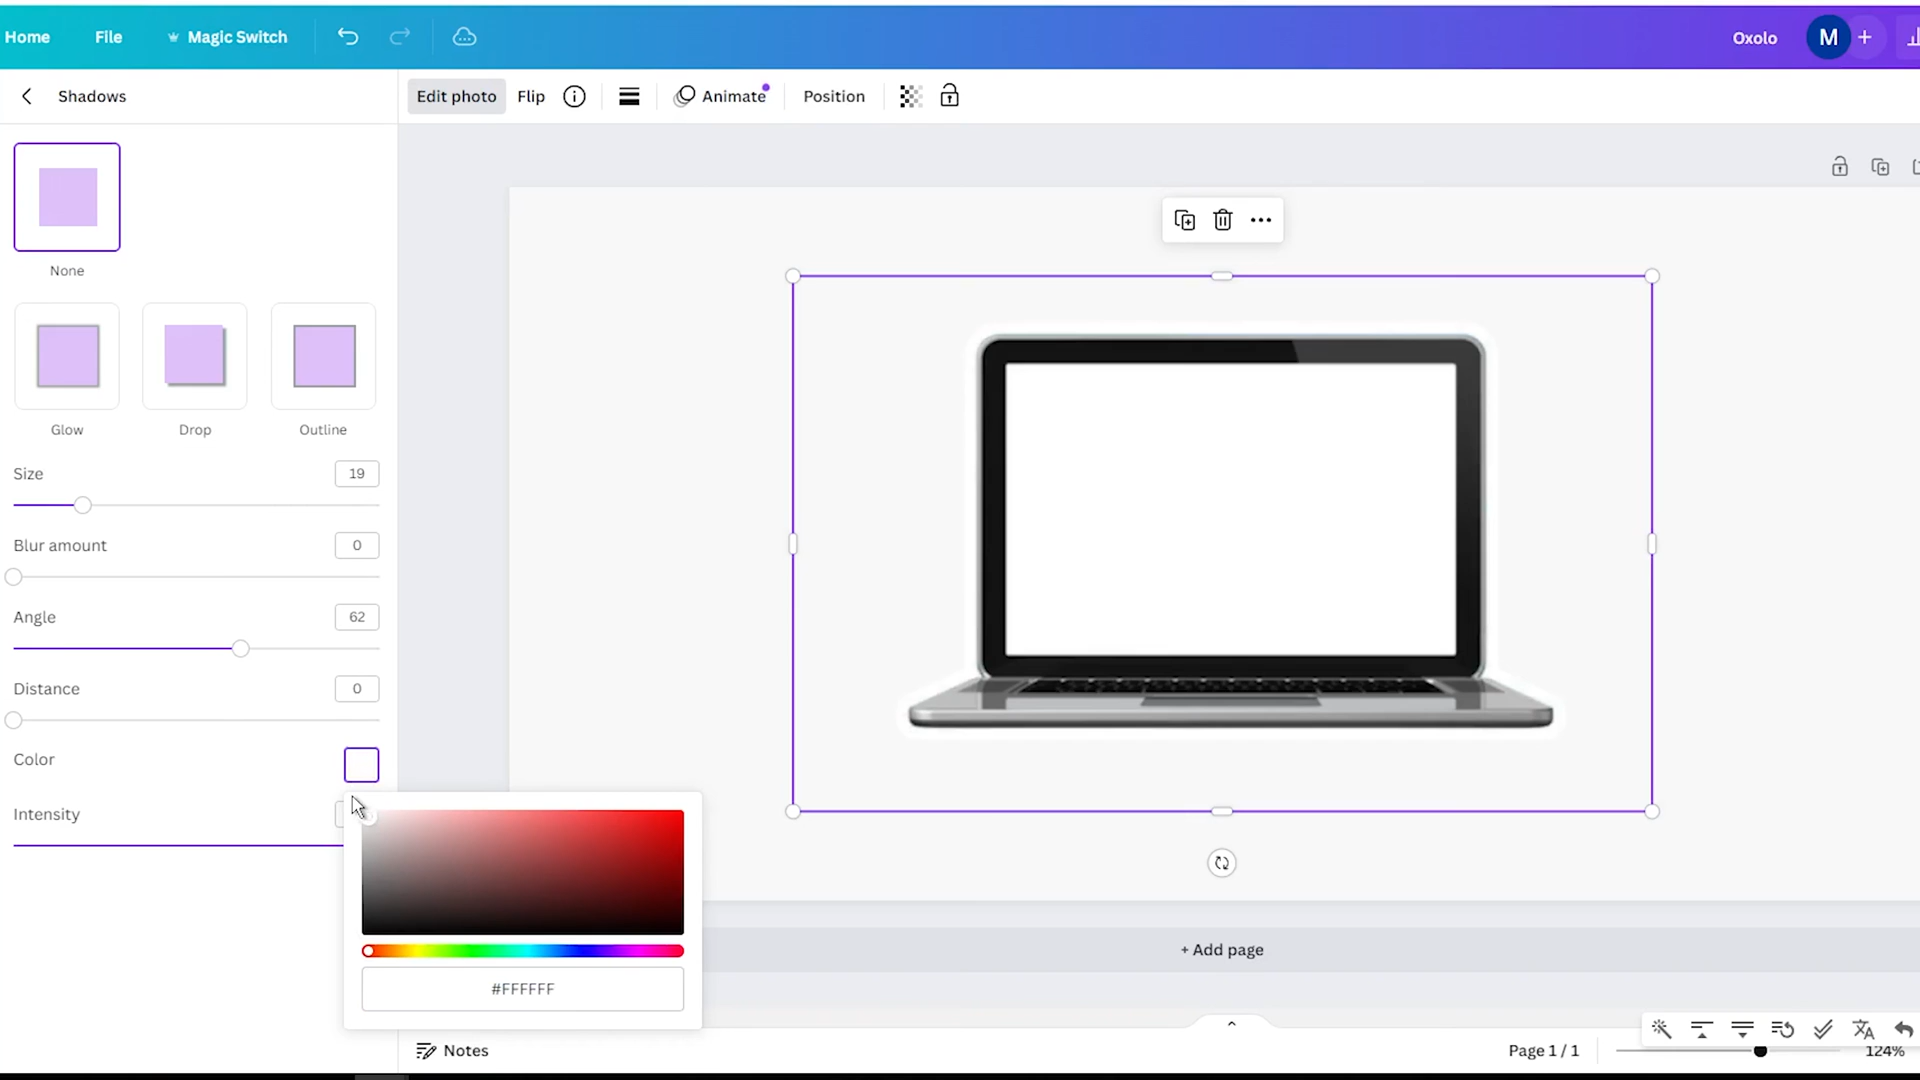 Home File Magic Switch Oxolo M
Shadows Edit photo Flip Animate Position
None
Glow Drop Outline
Size 19
Blur amount 0
Angle 62
Distance 0
Color
Intensity
+ Add page
#FFFFFF
Notes Page 1 / 1 124%